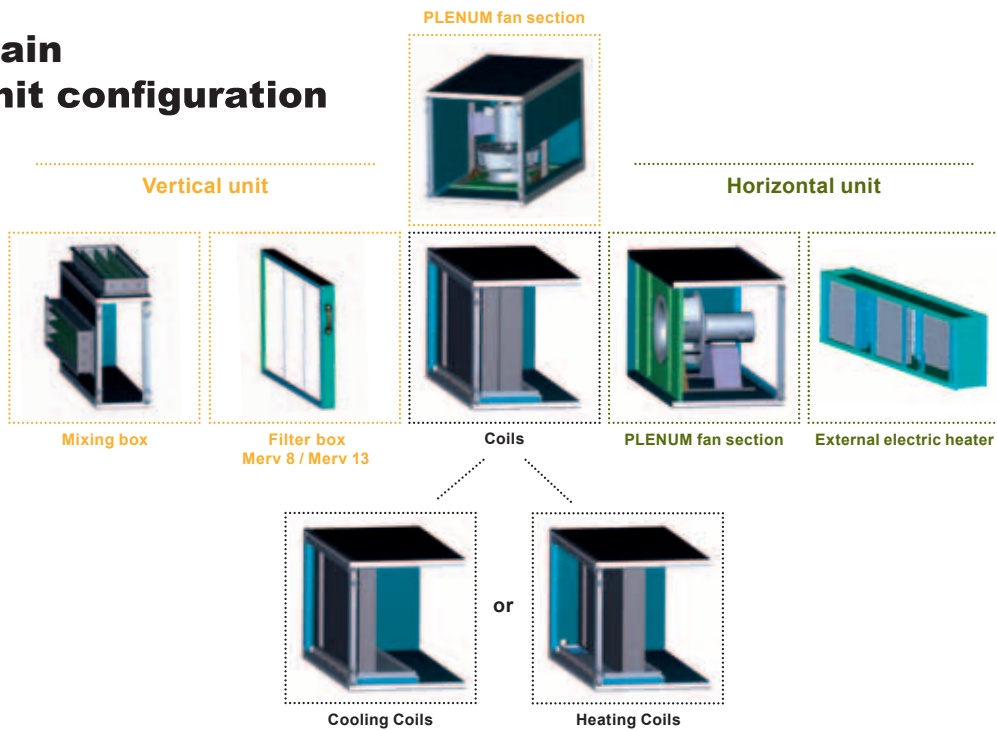 PLENUM fan section
ain
nit configuration
Vertical unit
Horizontal unit
Mixing box
Filter box
Merv 8 / Merv 13
Coils
PLENUM fan section
External electric heater
or
Cooling Coils
Heating Coils